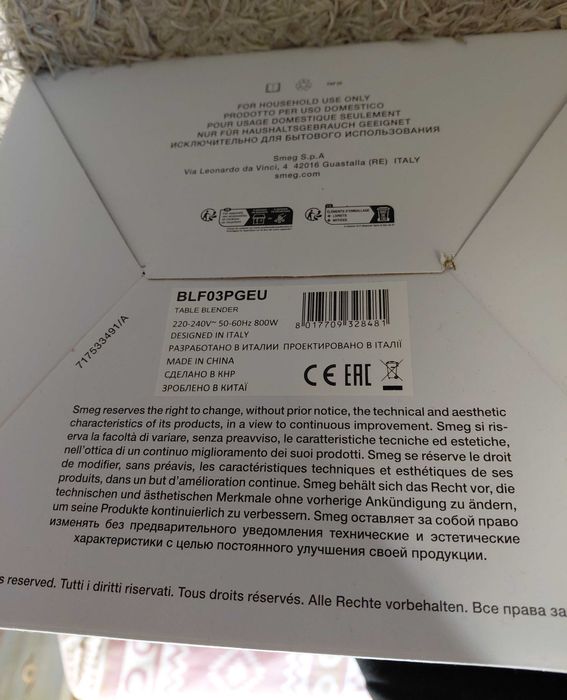 PAP 20
FOR HOUSEHOLD USE ONLY
PRODOTTO PER USO DOMESTICO
POUR USAGE DOMESTIQUE SEULEMENT
NUR FÜR HAUSHALTSGEBRAUCH GEEIGNET
ИСКЛЮЧИТЕЛЬНО ДЛЯ БЫТОВОГО ИСПОЛЬЗОВАНИЯ
Smeg S.p.A
Via Leonardo da Vinci, 4 42016 Guastalla (RE) ITALY
smeg.com
BLF03PGEU
TABLE BLENDER
220-240V~ 50-60Hz 800W
8 017709 328481
DESIGNED IN ITALY
РАЗРАБОТАНО В ИТАЛИИ ПРОЕКТИРОВАНО В ІТАЛІЇ
MADE IN CHINA
СДЕЛАНО В КНР
ЗРОБЛЕНО В КИТАЇ
CE EAC
717533491/A
Smeg reserves the right to change, without prior notice, the technical and aesthetic
characteristics of its products, in a view to continuous improvement. Smeg si ris-
erva la facoltà di variare, senza preavviso, le caratteristiche tecniche ed estetiche,
nell'ottica di un continuo miglioramento dei suoi prodotti. Smeg se réserve le droit
de modifier, sans préavis, les caractéristiques techniques et esthétiques de ses
produits, dans un but d'amélioration continue. Smeg behält sich das Recht vor, die
technischen und ästhetischen Merkmale ohne vorherige Ankündigung zu ändern,
um seine Produkte kontinuierlich zu verbessern. Smeg оставляет за собой право
изменять без предварительного уведомления технические и эстетические
характеристики с целью постоянного улучшения своей продукции.
s reserved. Tutti i diritti riservati. Tous droits réservés. Alle Rechte vorbehalten. Все права за